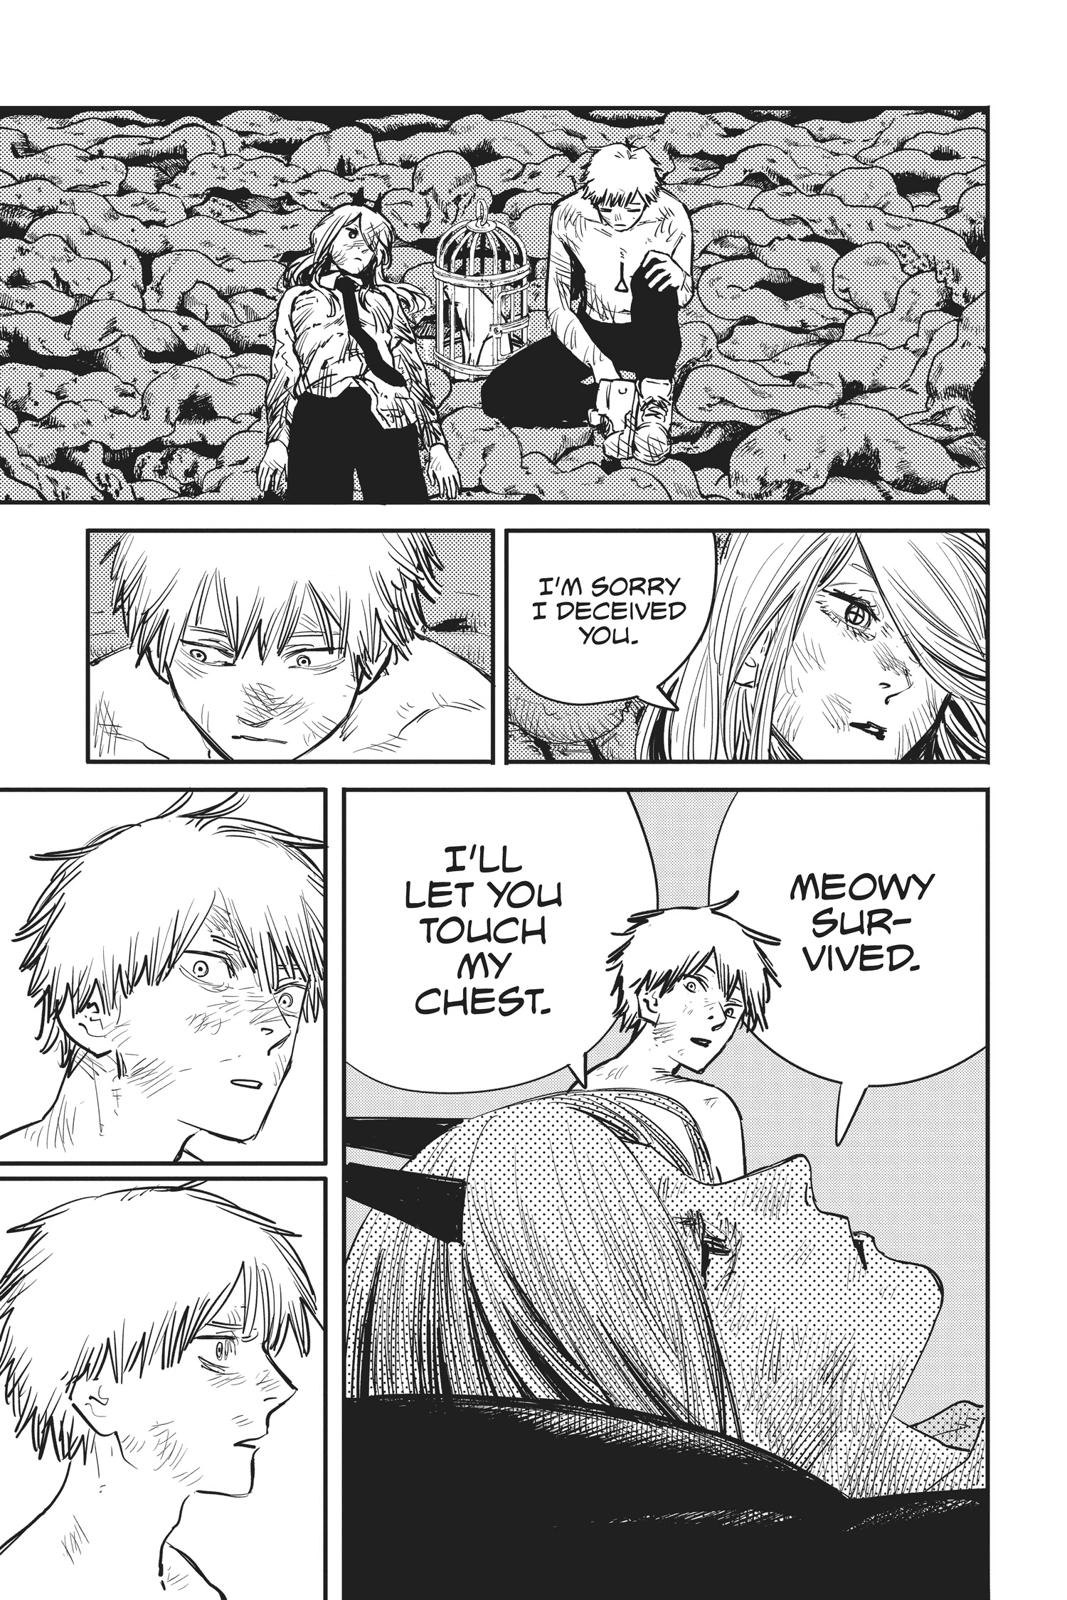 I'M SORRY
I DECEIVED
YOU.
MEOWY
SUR-
VIVED.
I'LL
LET YOU
TOUCH
MY
CHEST.